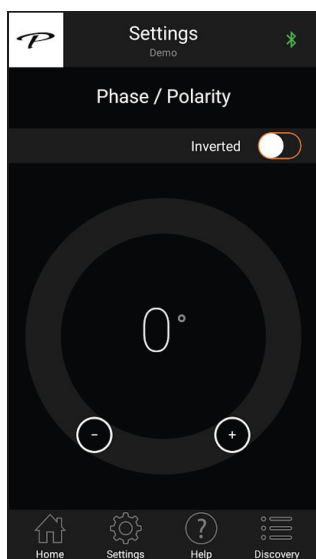 Settings
Demo
Phase / Polarity
Inverted
0°
- +
Home Settings Help Discovery